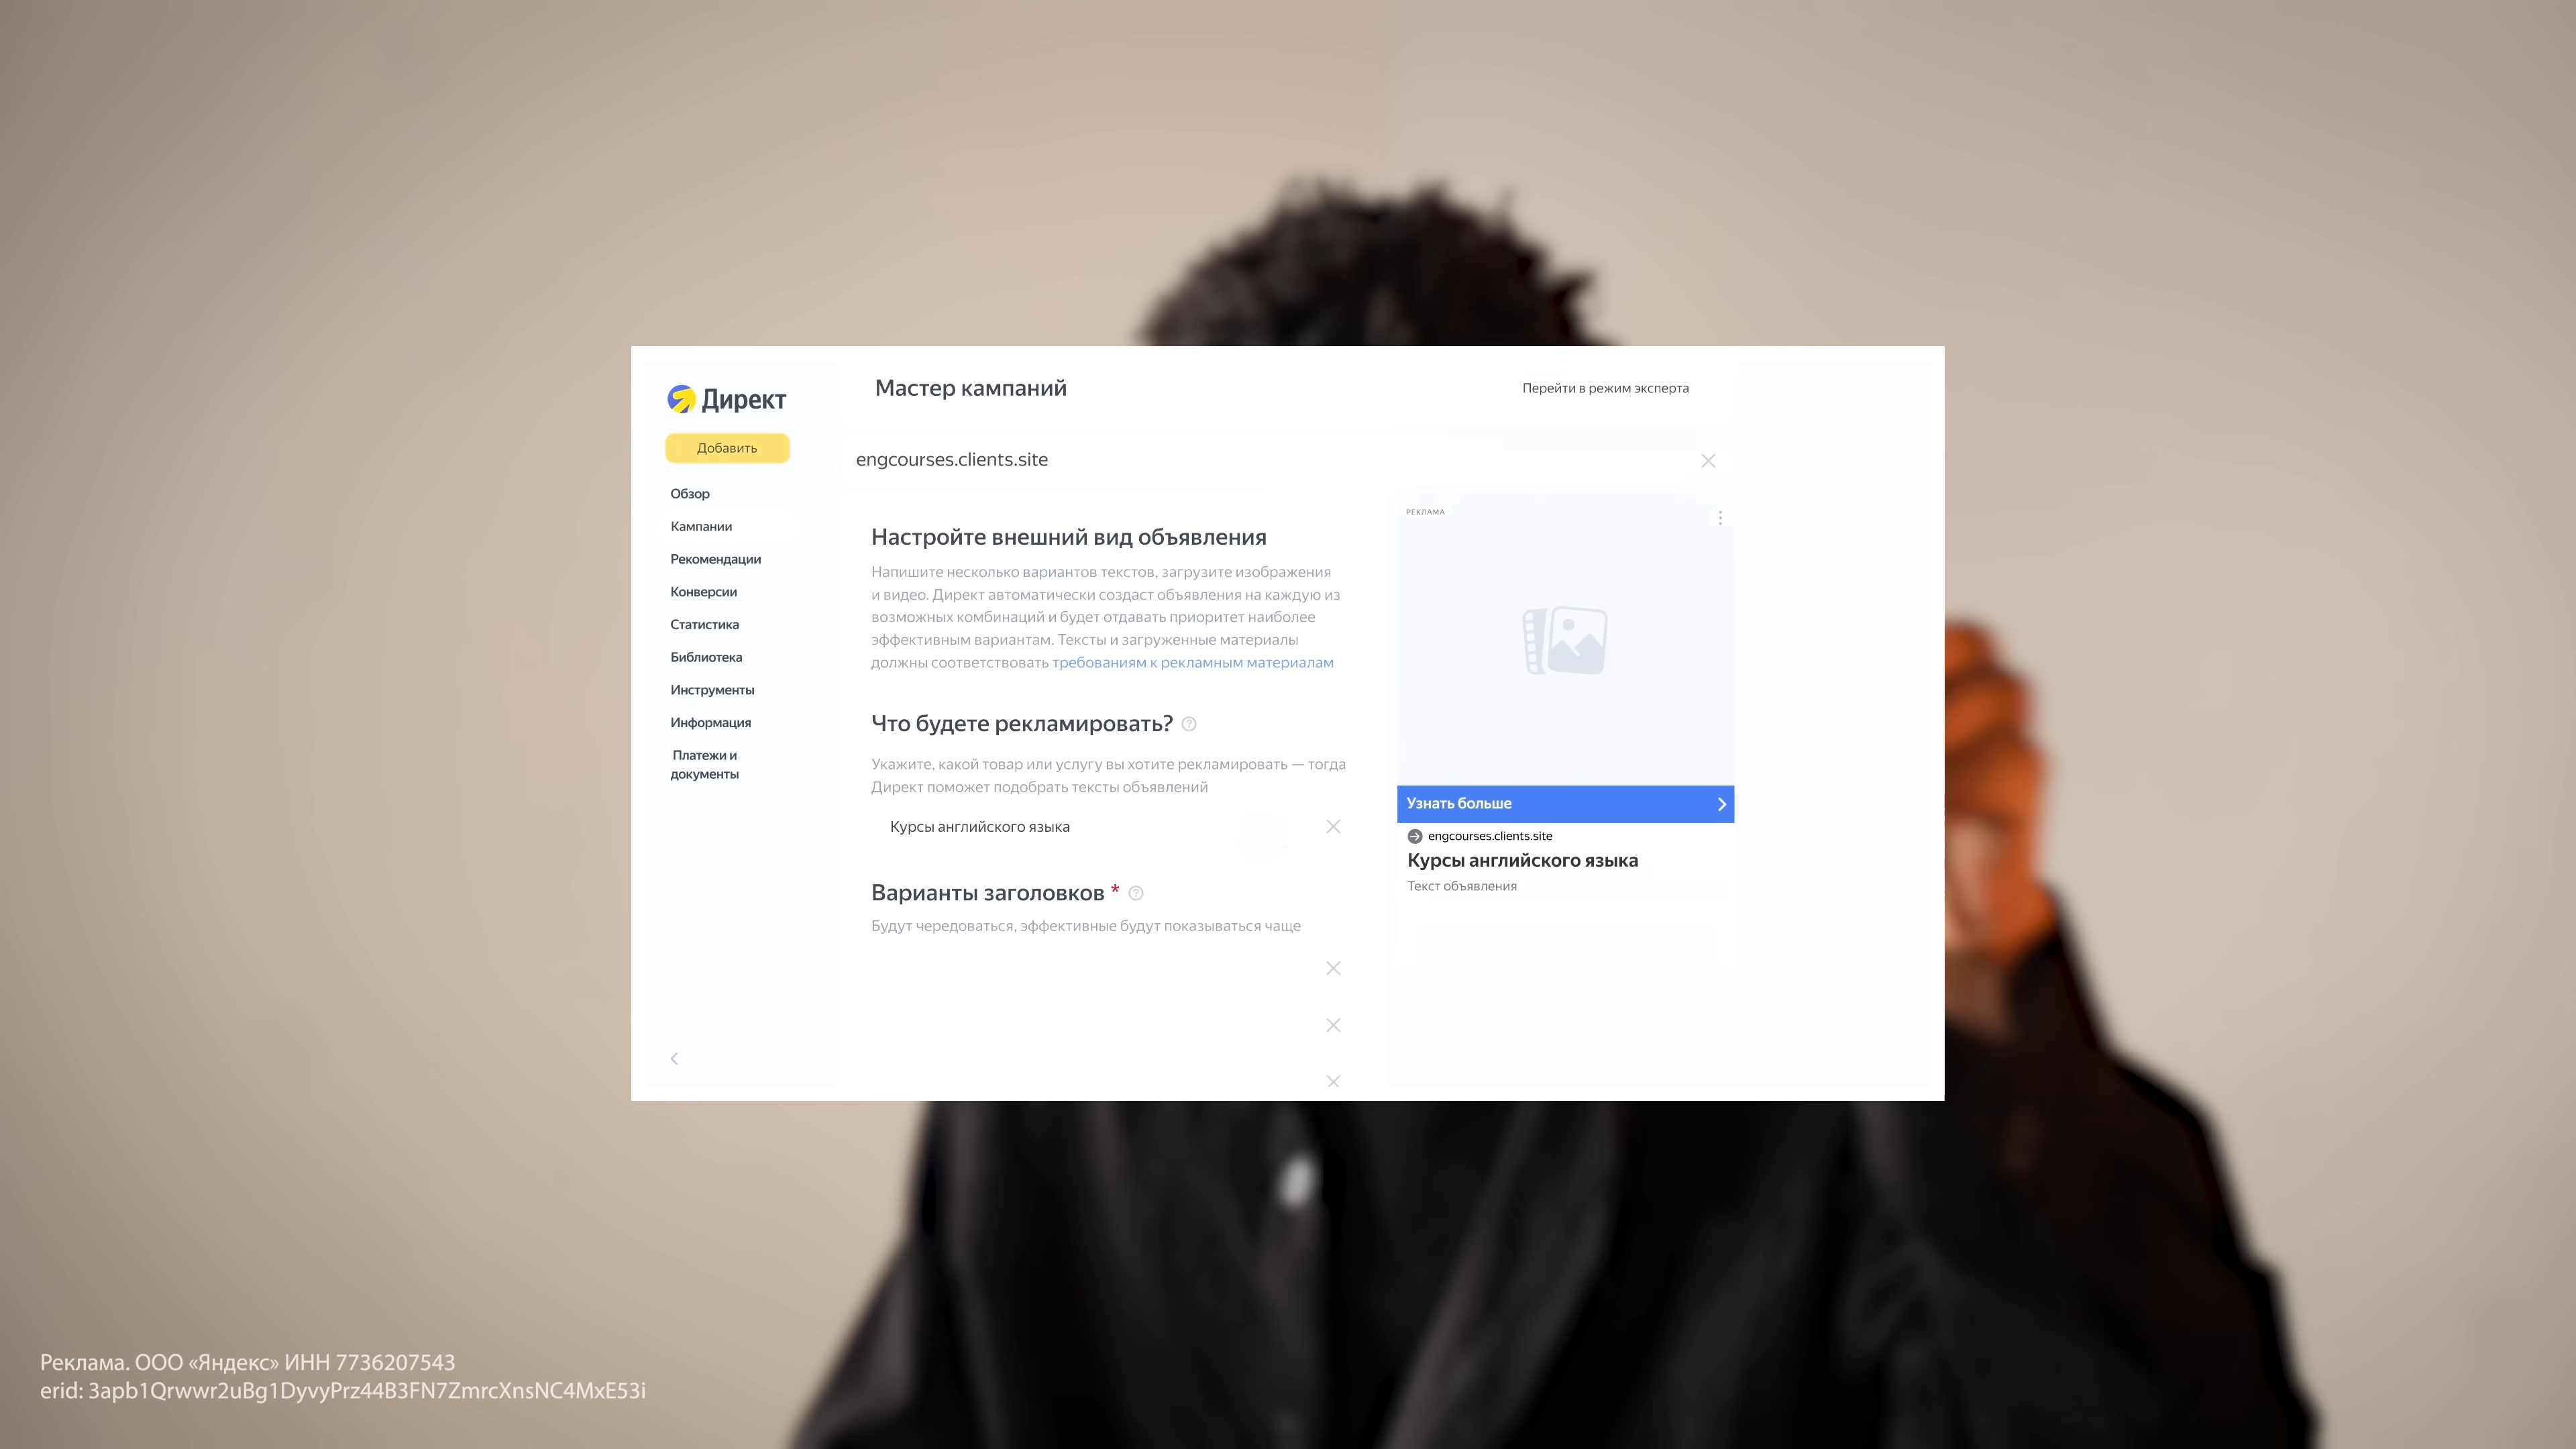 Директ
Добавить
Обзор
Кампании
Рекомендации
Конверсии
Статистика
Библиотека
Инструменты
Информация
Платежи и
документы
Мастер кампаний
Перейти в режим эксперта
engcourses.clients.site
Настройте внешний вид объявления
Напишите несколько вариантов текстов, загрузите изображения
и видео. Директ автоматически создаст объявления на каждую из
возможных комбинаций и будет отдавать приоритет наиболее
эффективным вариантам. Тексты и загруженные материалы
должны соответствовать требованиям к рекламным материалам
Что будете рекламировать?
Укажите, какой товар или услугу вы хотите рекламировать — тогда
Директ поможет подобрать тексты объявлений
Курсы английского языка
Варианты заголовков *
Будут чередоваться, эффективные будут показываться чаще
РЕКЛАМА
Узнать больше
engcourses.clients.site
Курсы английского языка
Текст объявления
Реклама. ООО «Яндекс» ИНН 7736207543
erid: 3apb1Qrwwr2uBg1DyvyPrz44B3FN7ZmrcXnsNC4MxE53i